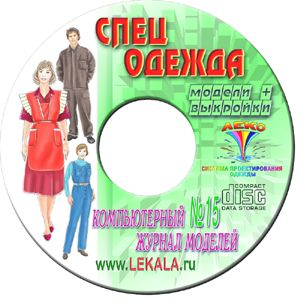 СПЕЦ
ОДЕЖДА
модели +
выкройки
ЛЕКО
СИСТЕМА ПРОЕКТИРОВАНИЯ
ОДЕЖДЫ
COMPACT
disc
DATA STORAGE
КОМПЬЮТЕРНЫЙ №15
ЖУРНАЛ МОДЕЛЕЙ
www.LEKALA.ru